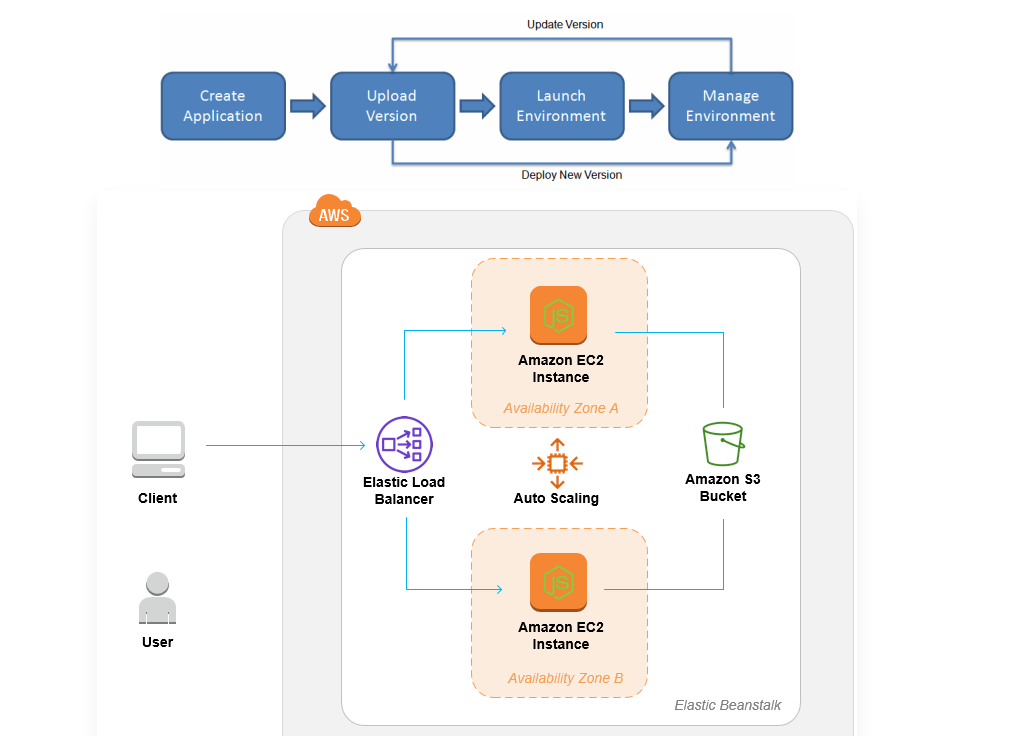 Update Version
Create
Application
Upload
Version
Launch
Environment
Manage
Environment
Deploy New Version
AWS
JS
Amazon EC2
Instance
Availability Zone A
Client
Elastic Load
Balancer
Auto Scaling
Amazon S3
Bucket
JS
Amazon EC2
Instance
User
Availability Zone B
Elastic Beanstalk